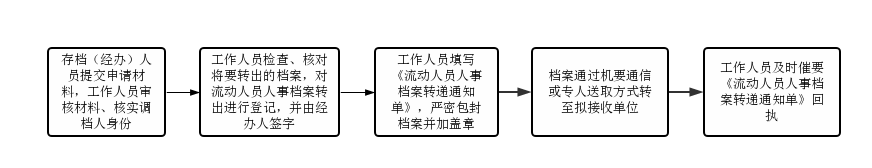 存档（经办）人
员提交申请材
料，工作人员审
核材料、核实调
档人身份
工作人员检查、核对
将要转出的档案，对
流动人员人事档案转
出进行登记，并由经
办人签字
工作人员填写
《流动人员人事
档案转递通知
单》，严密包封
档案并加盖章
档案通过机要通信
或专人送取方式转
至拟接收单位
工作人员及时催要
《流动人员人事档
案转递通知单》回
执